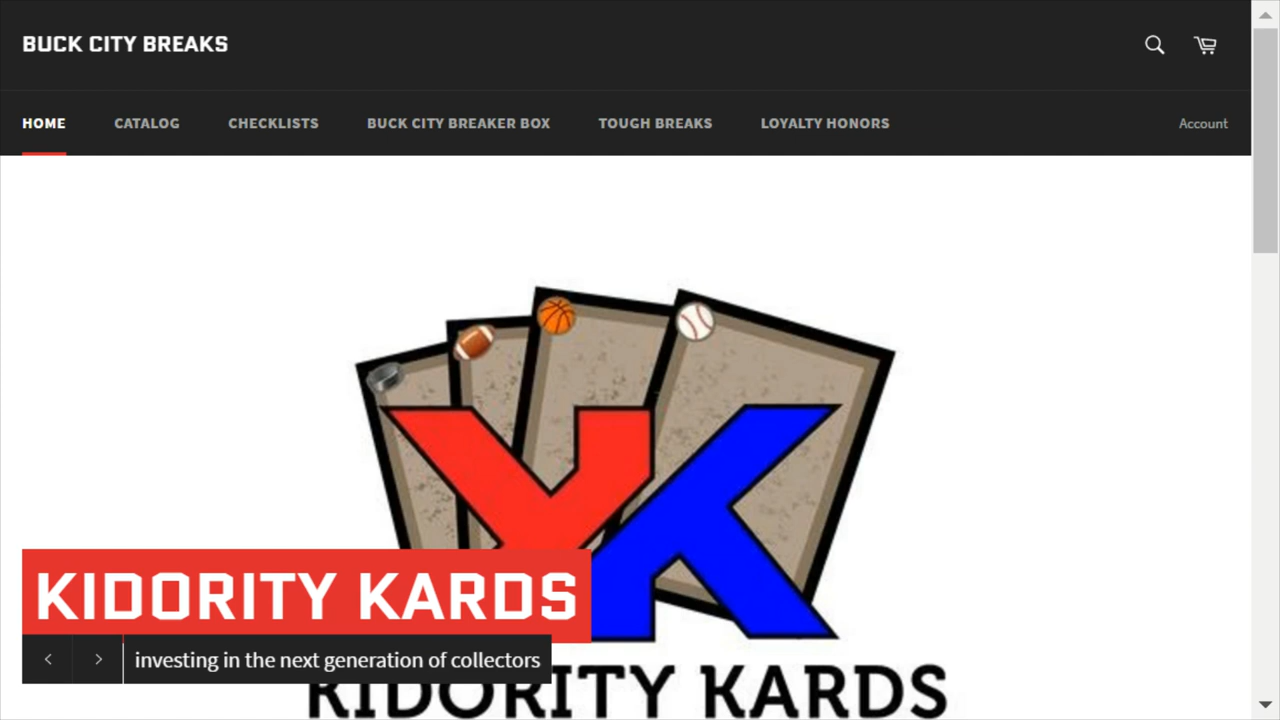 BUCK CITY BREAKS
HOME CATALOG CHECKLISTS BUCK CITY BREAKER BOX TOUGH BREAKS LOYALTY HONORS Account
KIDORITY KARDS
investing in the next generation of collectors
KIDORITY KARDS